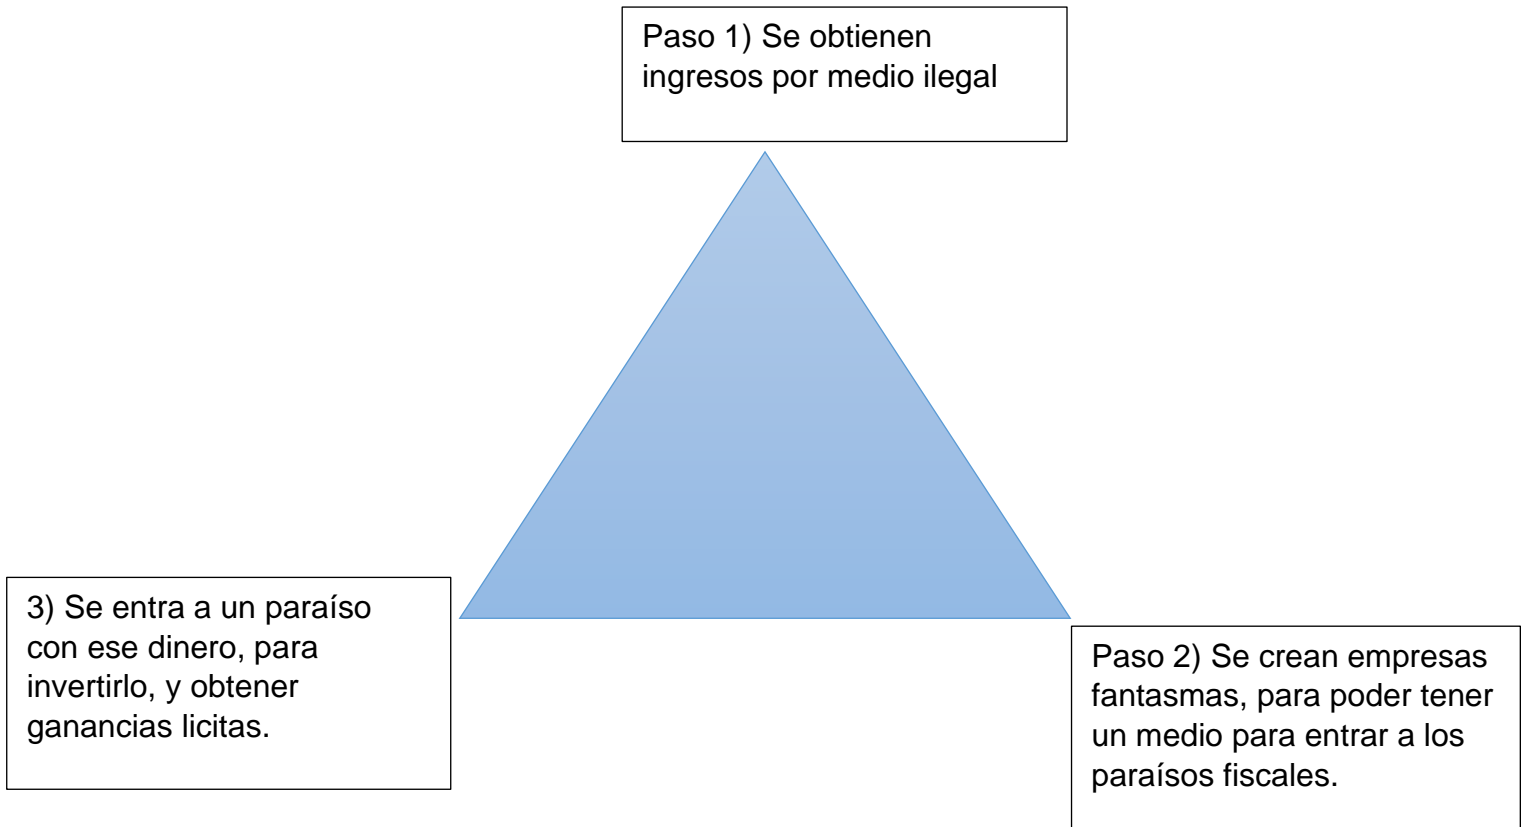 Paso 1) Se obtienen
ingresos por medio ilegal
3) Se entra a un paraíso
con ese dinero, para
invertirlo, y obtener
ganancias licitas.
Paso 2) Se crean empresas
fantasmas, para poder tener
un medio para entrar a los
paraísos fiscales.